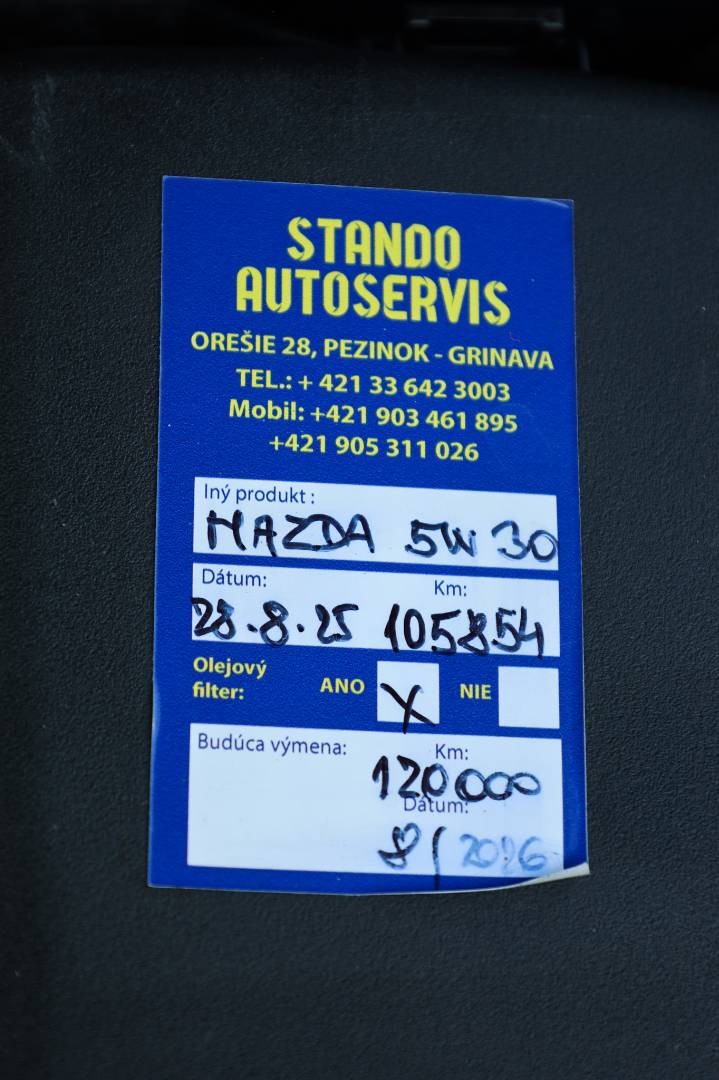 STANDO
AUTOSERVIS
OREŠIE 28, PEZINOK - GRINAVA
TEL.: + 421 33 642 3003
Mobil: +421 903 461 895
+421 905 311 026
Iný produkt :
MAZDA 5W 30
Dátum: Km:
28.8.25 105854
Olejový
filter: ANO X NIE
Budúca výmena: Km:
120000
Dátum:
8/2026